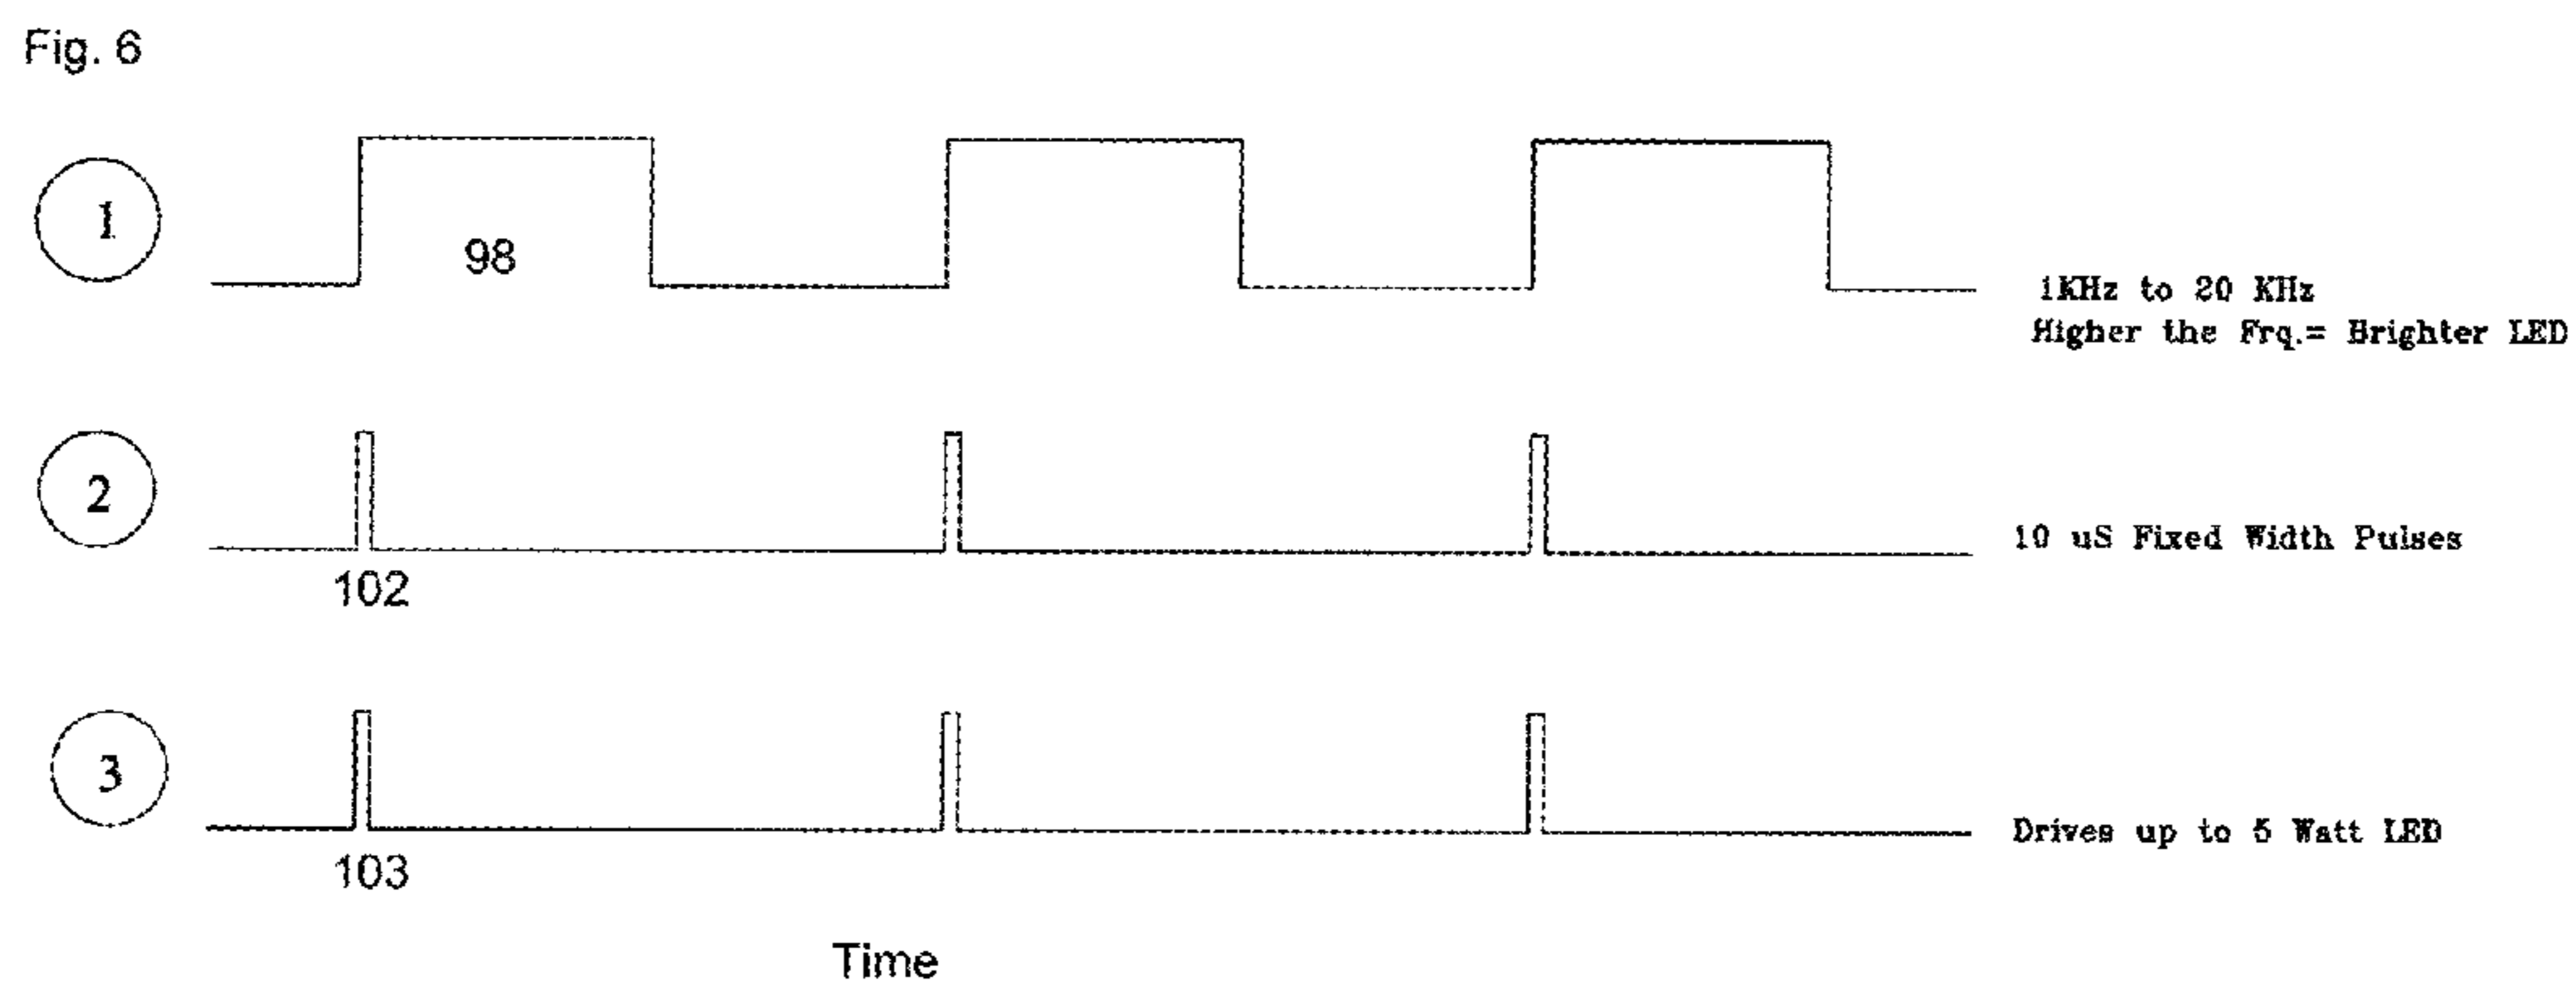 Fig. 6
1
98
1KHz to 20 KHz
Higher the Frq.= Brighter LED
2
102
10 uS Fixed Width Pulses
3
103
Drives up to 5 Watt LED
Time